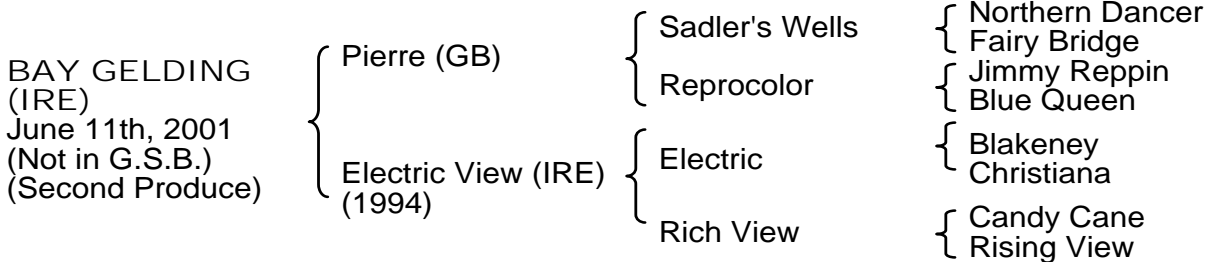 BAY GELDING
(IRE)
June 11th, 2001
(Not in G.S.B.)
(Second Produce)
Pierre (GB)
Electric View (IRE)
(1994)
Sadler's Wells
Reprocolor
Electric
Rich View
Northern Dancer
Fairy Bridge
Jimmy Reppin
Blue Queen
Blakeney
Christiana
Candy Cane
Rising View